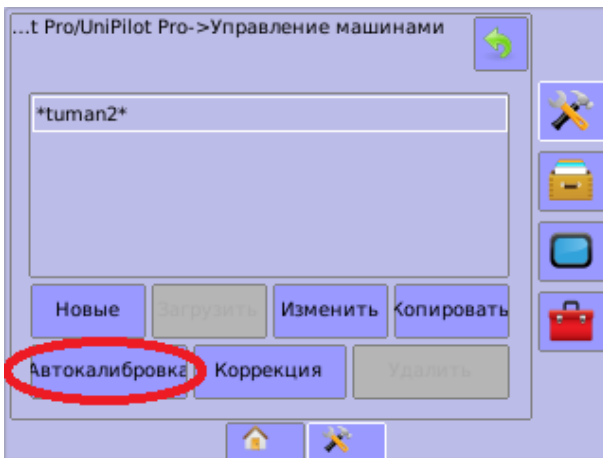 ...t Pro/UniPilot Pro->Управление машинами
*tuman2*
Новые Загрузить Изменить Копировать
Автокалибровка Коррекция Удалить